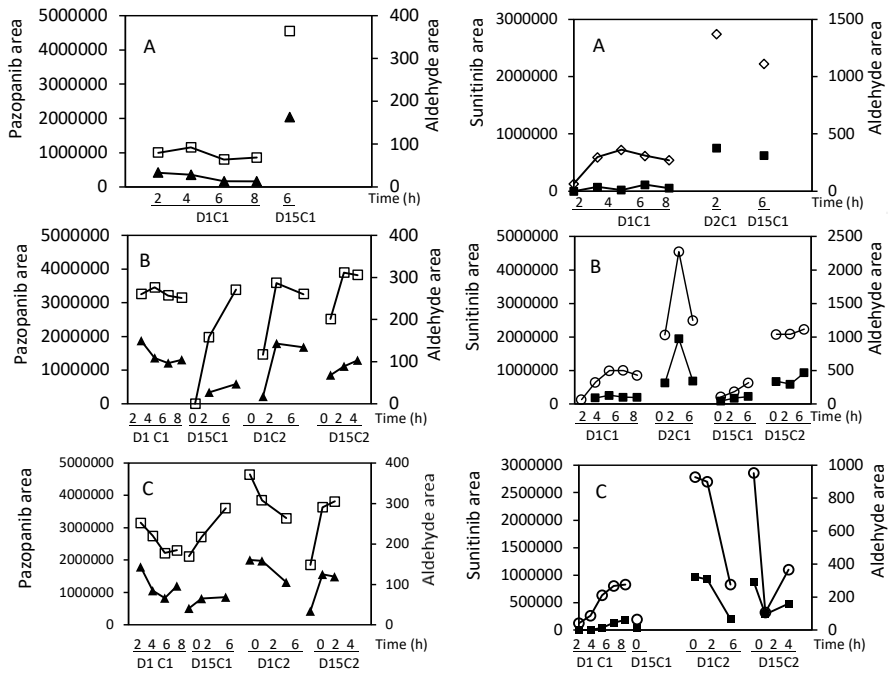 Pazopanib area
5000000
4000000
3000000
2000000
1000000
0
A
400
300
200
100
0
Aldehyde area
2 4 6 8 6 Time (h)
D1C1 D15C1
Sunitinib area
3000000
2000000
1000000
0
A
1500
1000
500
0
Aldehyde area
2 4 6 8 2 6 Time (h)
D1C1 D2C1 D15C1
Pazopanib area
5000000
4000000
3000000
2000000
1000000
0
B
400
300
200
100
0
Aldehyde area
2 4 6 8 0 2 6 0 2 6 0 2 4 Time (h)
D1 C1 D15C1 D1C2 D15C2
Sunitinib area
5000000
4000000
3000000
2000000
1000000
0
B
2500
2000
1500
1000
500
0
Aldehyde area
2 4 6 8 0 2 6 0 2 6 0 2 6 Time (h)
D1C1 D2C1 D15C1 D15C2
Pazopanib area
5000000
4000000
3000000
2000000
1000000
0
C
400
300
200
100
0
Aldehyde area
2 4 6 8 0 2 6 0 2 6 0 2 Time (h)
D1 C1 D15C1 D1C2 D15C2
Sunitinib area
3000000
2500000
2000000
1500000
1000000
500000
0
C
1000
800
600
400
200
0
Aldehyde area
2 4 6 8 0 0 2 6 0 2 4 Time (h)
D1 C1 D15C1 D1C2 D15C2